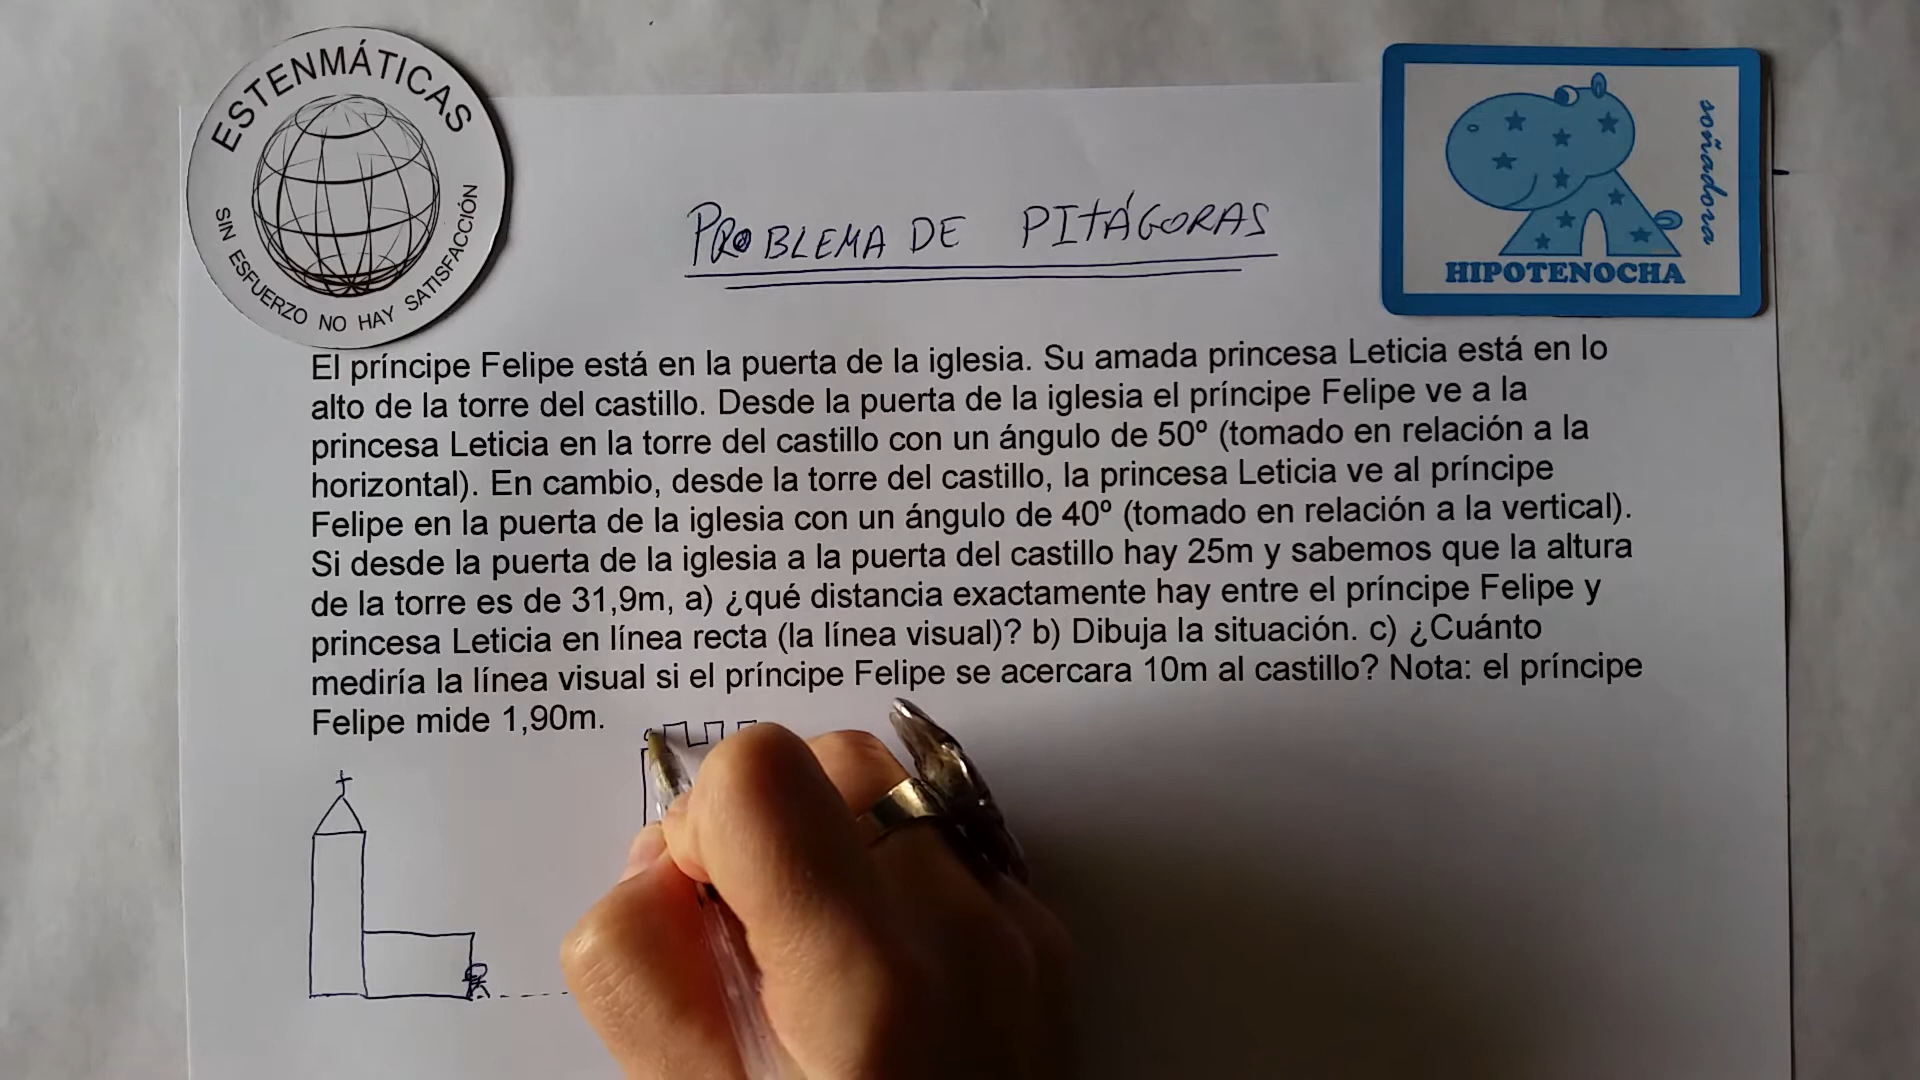 ESTENMÁTICAS
SIN ESFUERZO NO HAY SATISFACCIÓN
soñadora
HIPOTENOCHA
PROBLEMA DE PITÁGORAS
El príncipe Felipe está en la puerta de la iglesia. Su amada princesa Leticia está en lo
alto de la torre del castillo. Desde la puerta de la iglesia el príncipe Felipe ve a la
princesa Leticia en la torre del castillo con un ángulo de 50º (tomado en relación a la
horizontal). En cambio, desde la torre del castillo, la princesa Leticia ve al príncipe
Felipe en la puerta de la iglesia con un ángulo de 40º (tomado en relación a la vertical).
Si desde la puerta de la iglesia a la puerta del castillo hay 25m y sabemos que la altura
de la torre es de 31,9m, a) ¿qué distancia exactamente hay entre el príncipe Felipe y
princesa Leticia en línea recta (la línea visual)? b) Dibuja la situación. c) ¿Cuánto
mediría la línea visual si el príncipe Felipe se acercara 10m al castillo? Nota: el príncipe
Felipe mide 1,90m.